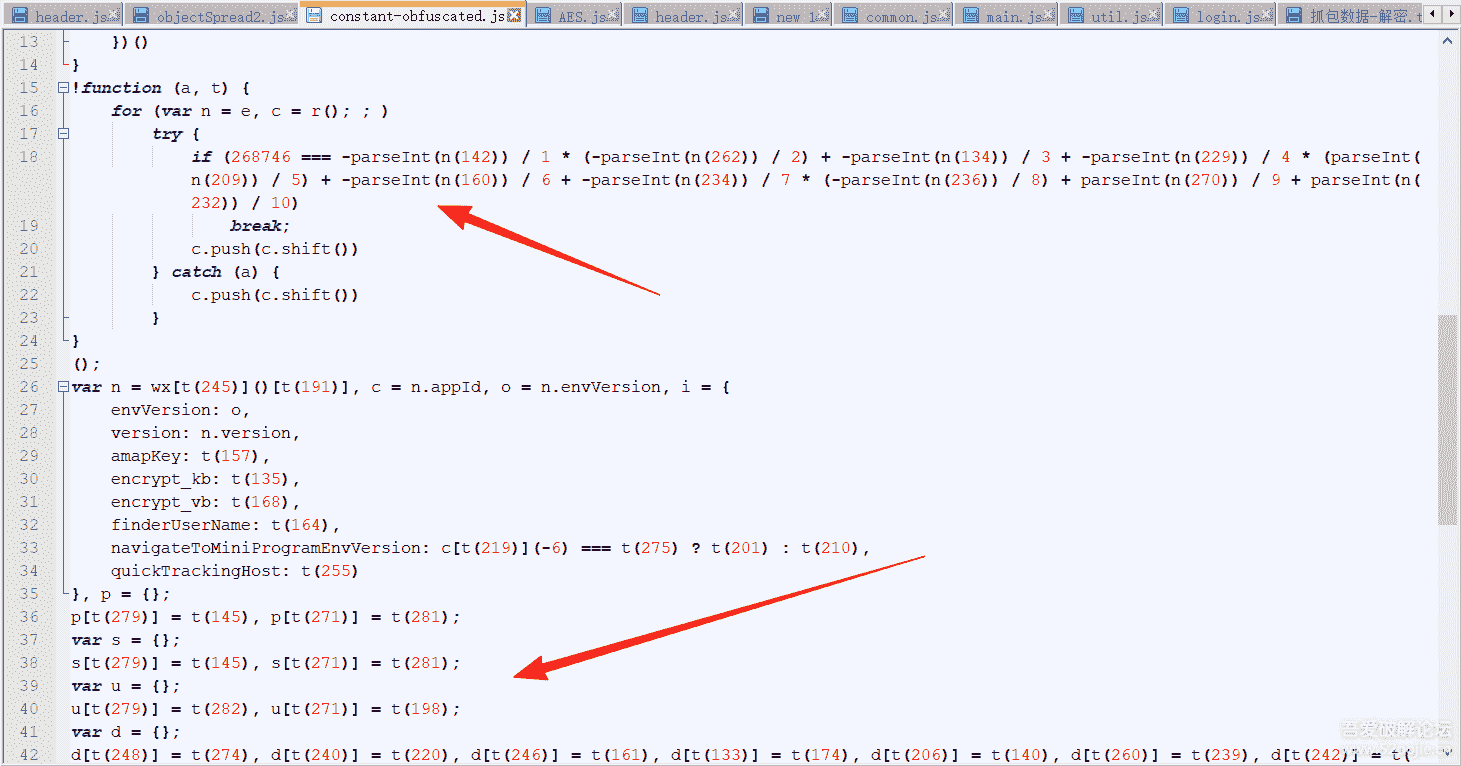 header.js objectSpread2.js constant-obfuscated.js AES.js header.js new 1 common.js main.js util.js login.js 抓包数据-解密.t
13 })()
14 }
15 !function (a, t) {
16 for (var n = e, c = r(); ; )
17 try {
18 if (268746 === -parseInt(n(142)) / 1 * (-parseInt(n(262)) / 2) + -parseInt(n(134)) / 3 + -parseInt(n(229)) / 4 * (parseInt(
n(209)) / 5) + -parseInt(n(160)) / 6 + -parseInt(n(234)) / 7 * (-parseInt(n(236)) / 8) + parseInt(n(270)) / 9 + parseInt(n(
232)) / 10)
19 break;
20 c.push(c.shift())
21 } catch (a) {
22 c.push(c.shift())
23 }
24 }
25 ();
26 var n = wx[t(245)]()[t(191)], c = n.appId, o = n.envVersion, i = {
27 envVersion: o,
28 version: n.version,
29 amapKey: t(157),
30 encrypt_kb: t(135),
31 encrypt_vb: t(168),
32 finderUserName: t(164),
33 navigateToMiniProgramEnvVersion: c[t(219)](-6) === t(275) ? t(201) : t(210),
34 quickTrackingHost: t(255)
35 }, p = {};
36 p[t(279)] = t(145), p[t(271)] = t(281);
37 var s = {};
38 s[t(279)] = t(145), s[t(271)] = t(281);
39 var u = {};
40 u[t(279)] = t(282), u[t(271)] = t(198);
41 var d = {};
42 d[t(248)] = t(274), d[t(240)] = t(220), d[t(246)] = t(161), d[t(133)] = t(174), d[t(206)] = t(140), d[t(260)] = t(239), d[t(242)] = t(
吾爱破解论坛